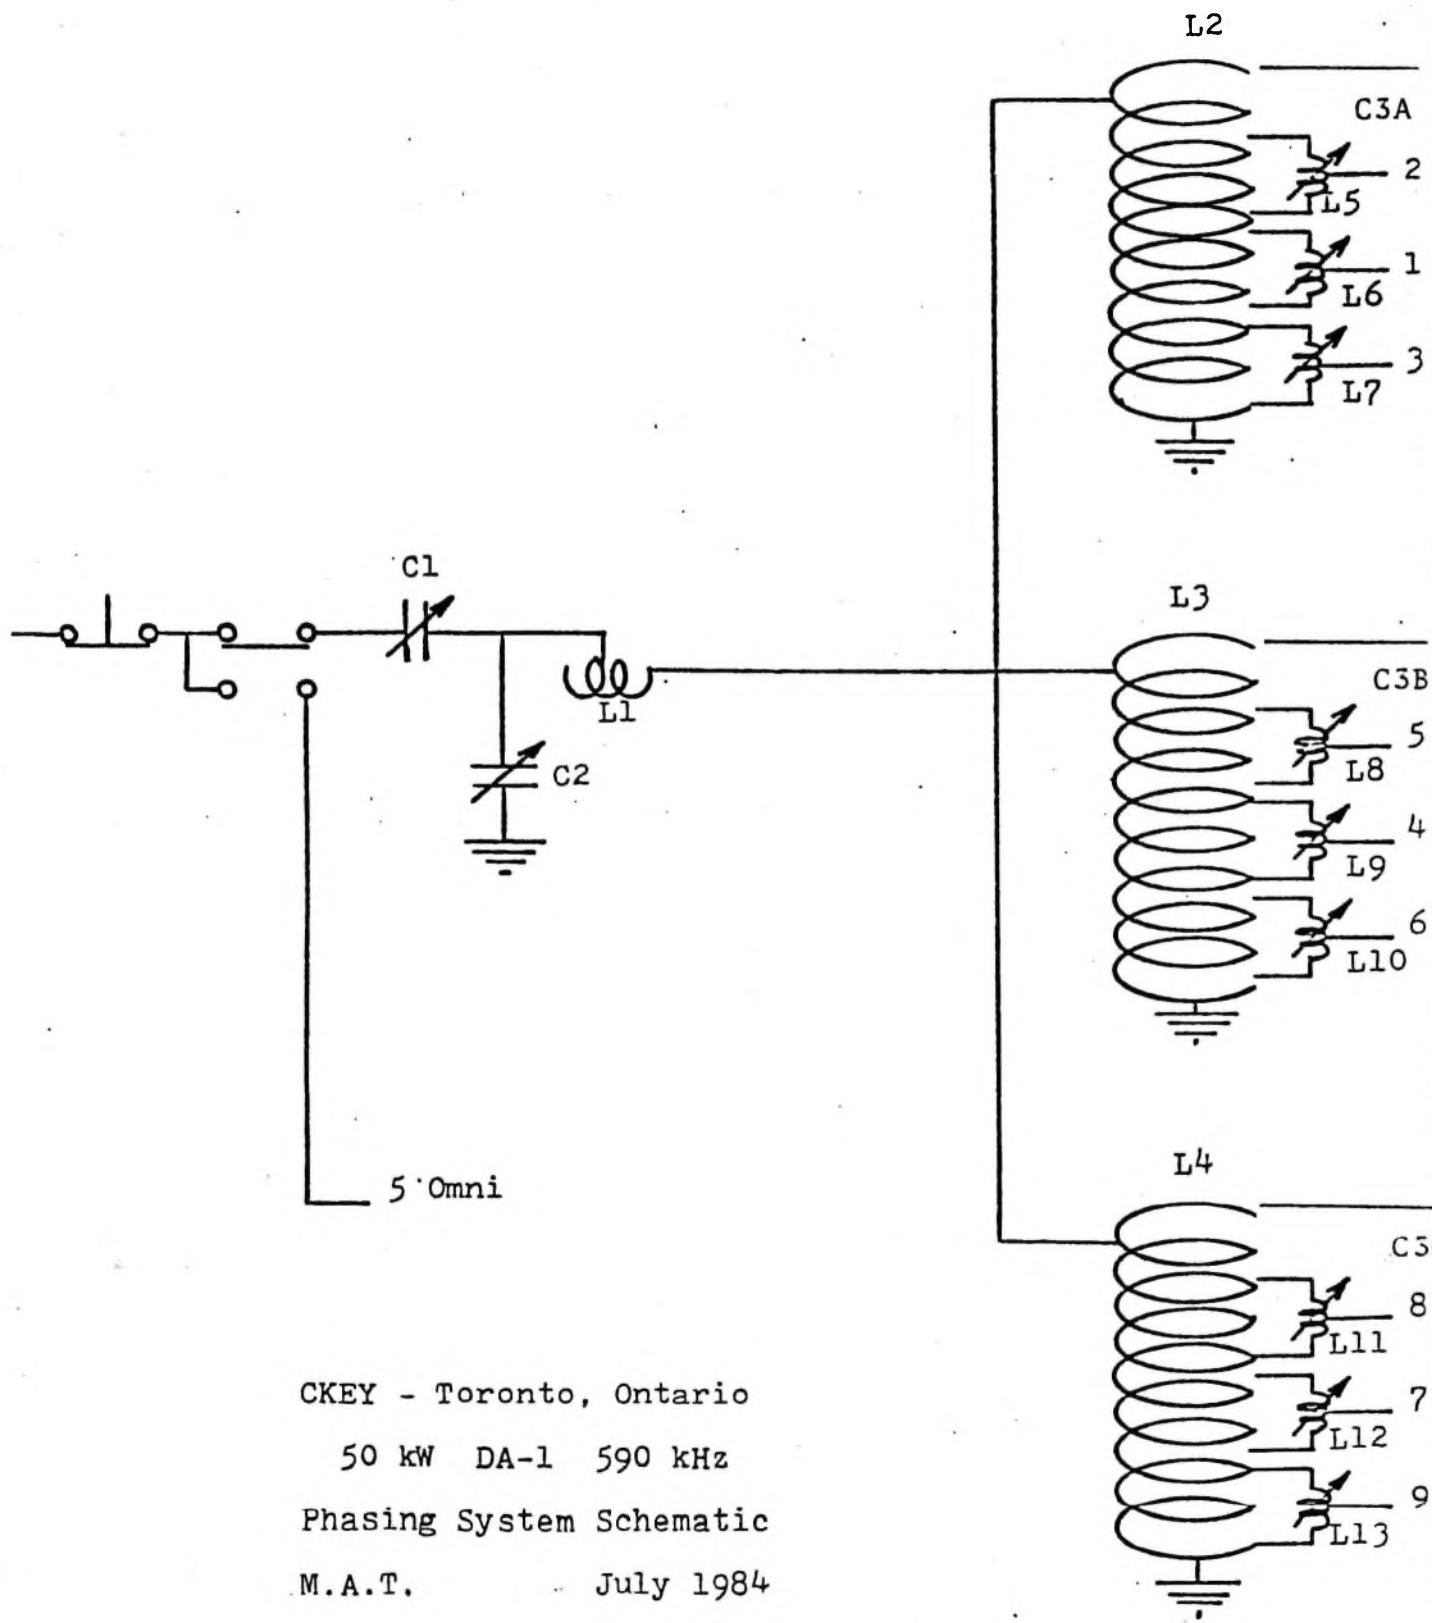 L2
C3A
2
L5
1
L6
3
L7
C1
L1
C2
L3
C3B
5
L8
4
L9
6
L10
5 Omni
L4
C3
8
L11
7
L12
9
L13
CKEY - Toronto, Ontario
50 kW DA-1 590 kHz
Phasing System Schematic
M.A.T. July 1984